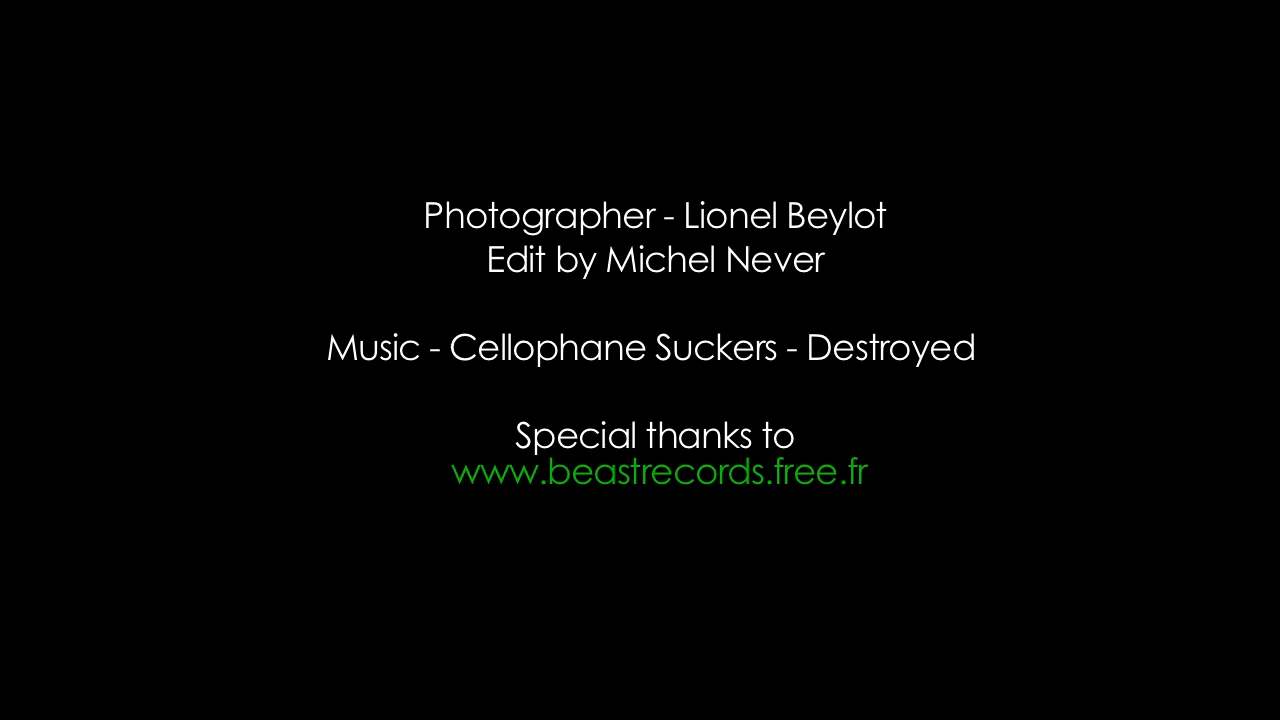 Photographer - Lionel Beylot
Edit by Michel Never
Music - Cellophane Suckers - Destroyed
Special thanks to
www.beastrecords.free.fr